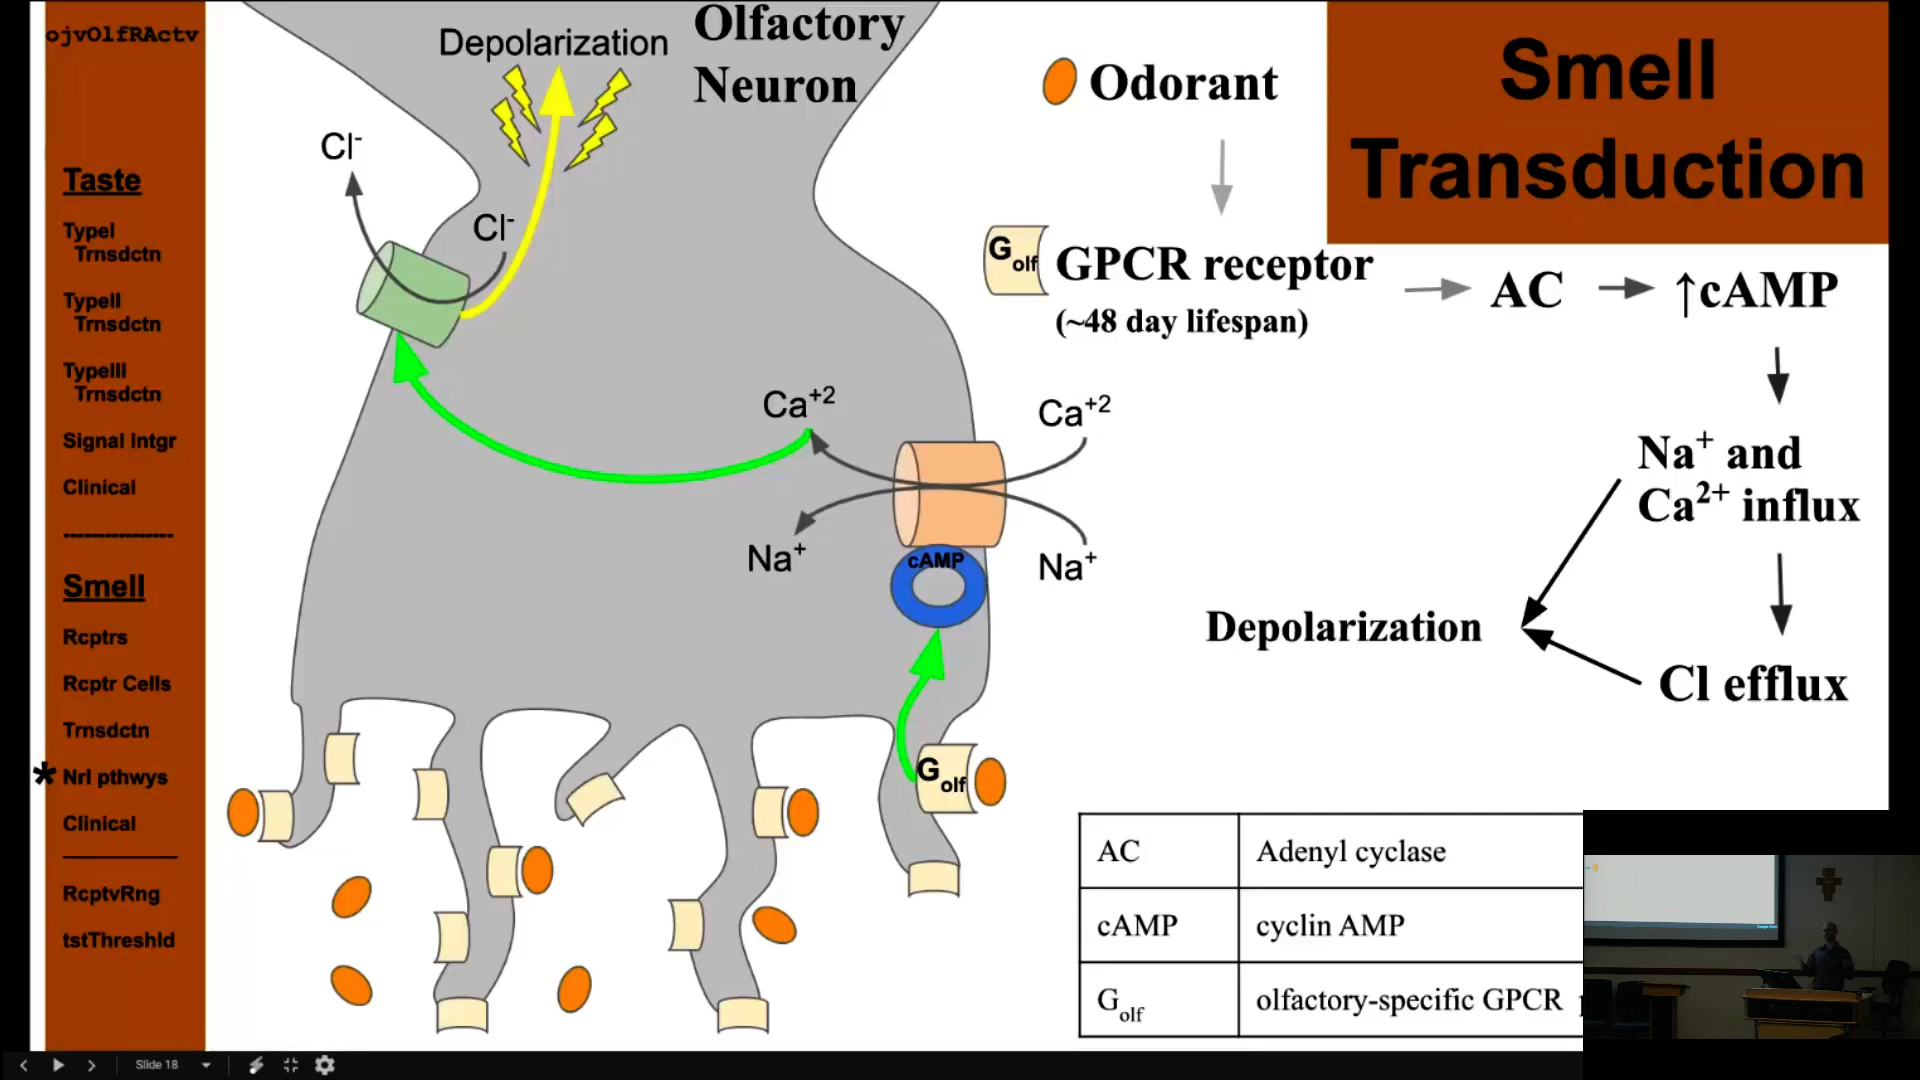 ojvOlfRActv
Taste
TypeI
Trnsdctn
TypeII
Trnsdctn
TypeIII
Trnsdctn
Signal Intgr
Clinical
----------------
Smell
Rcptrs
Rcptr Cells
Trnsdctn
* Nrl pthwys
Clinical
RcptvRng
tstThreshld
Depolarization
Olfactory
Neuron
Cl-
Cl-
Ca+2
Ca+2
Na+
Na+
cAMP
Golf
Odorant
Smell
Transduction
Golf
GPCR receptor
(~48 day lifespan)
AC
↑cAMP
Na+ and
Ca2+ influx
Depolarization
Cl efflux
AC Adenyl cyclase
cAMP cyclin AMP
Golf olfactory-specific GPCR
Slide 18